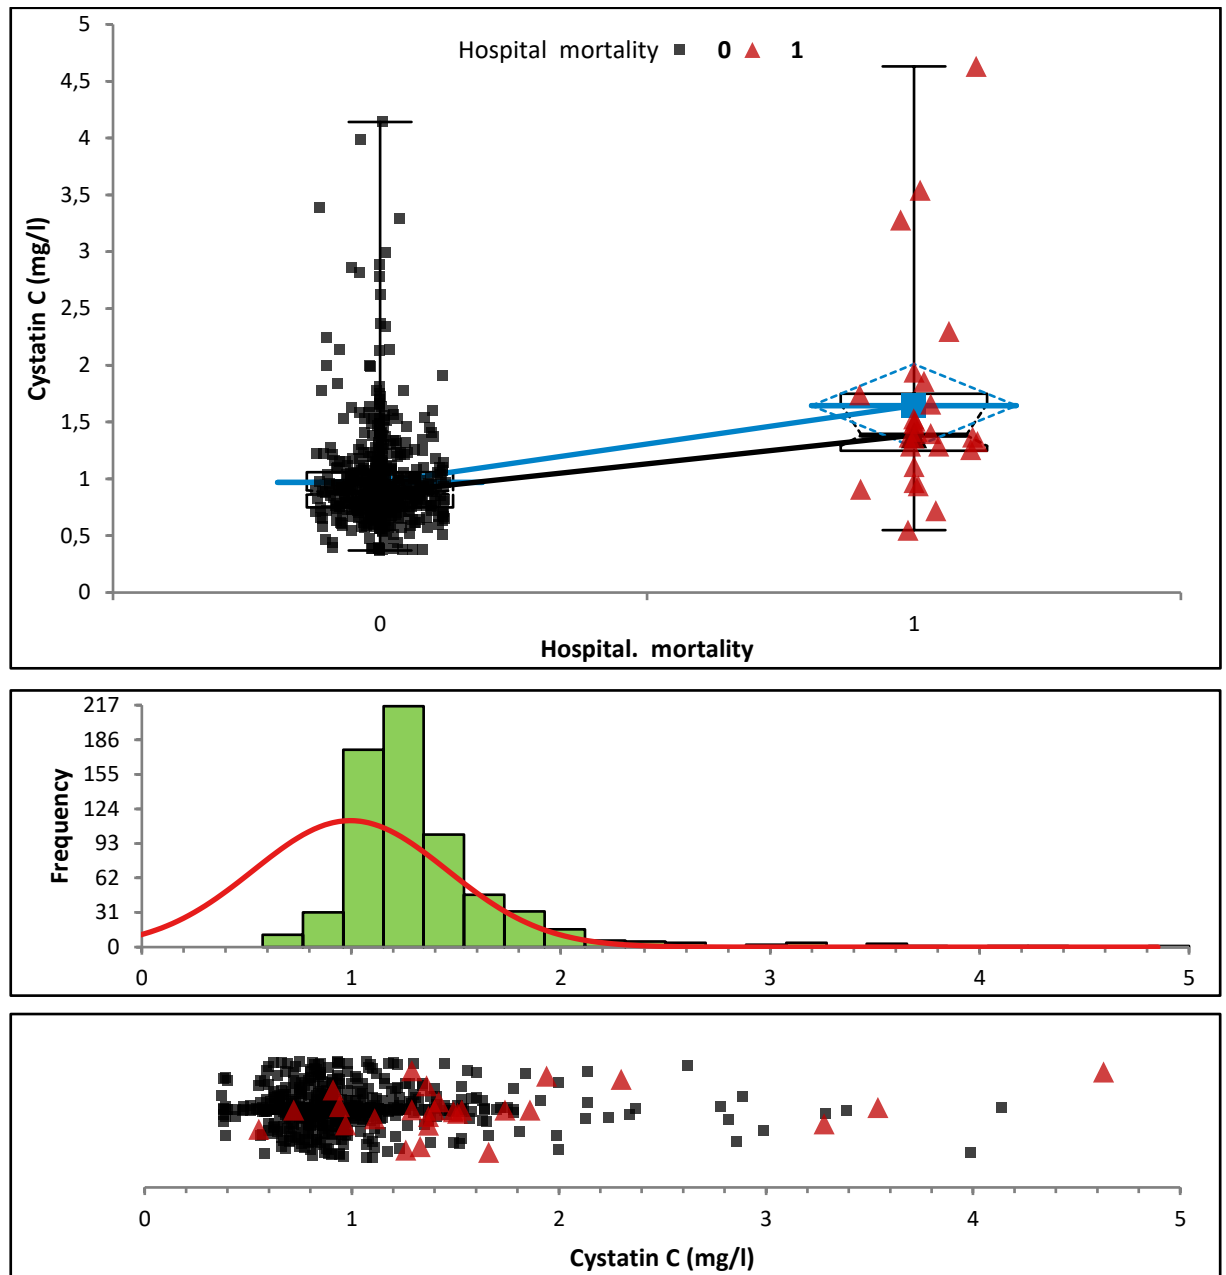 5
Hospital mortality 0 1
4,5
4
3,5
3
2,5
2
1,5
1
0,5
0
Cystatin C (mg/l)
0 1
Hospital. mortality
217
186
155
124
93
62
31
0
Frequency
0 1 2 3 4 5
0 1 2 3 4 5
Cystatin C (mg/l)